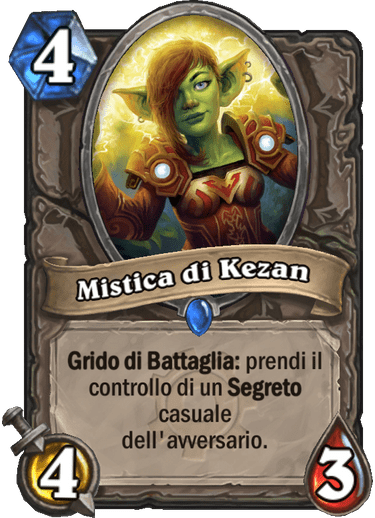 4
Mistica di Kezan
Grido di Battaglia: prendi il
controllo di un Segreto
casuale
dell'avversario.
4
3